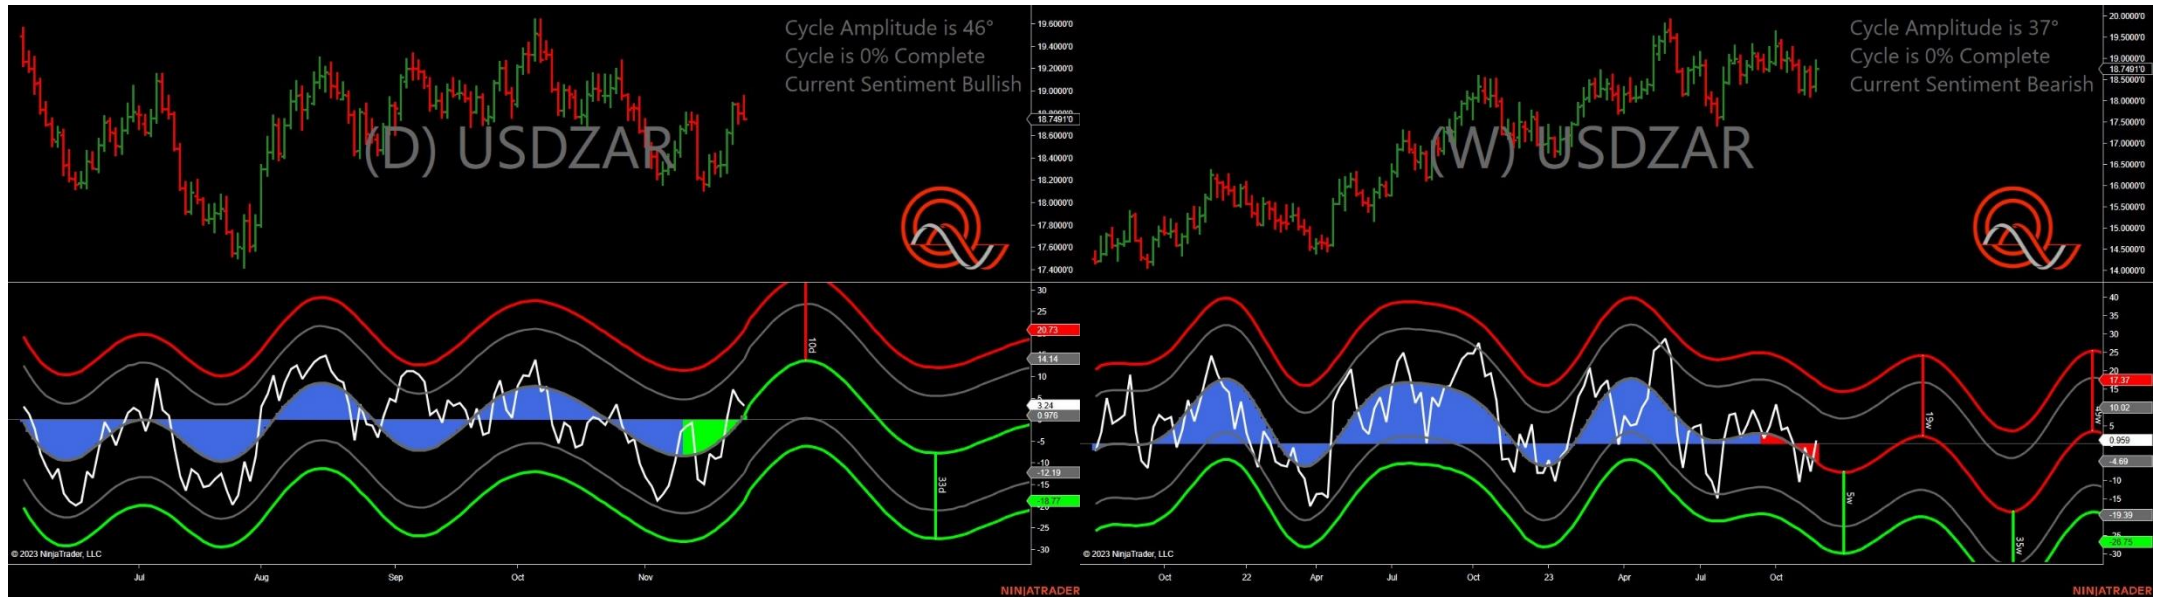 Cycle Amplitude is 46°
Cycle is 0% Complete
Current Sentiment Bullish
(D) USDZAR
19.6000'0
19.4000'0
19.2000'0
19.0000'0
18.7491'0
18.6000'0
18.4000'0
18.2000'0
18.0000'0
17.8000'0
17.6000'0
17.4000'0
30
25
20.73
14.14
10
3.24
0.976
-5
-10
-12.19
-15
-18.77
-25
-30
10d
33d
© 2023 NinjaTrader, LLC
Jul
Aug
Sep
Oct
Nov
NINJATRADER
Cycle Amplitude is 37°
Cycle is 0% Complete
Current Sentiment Bearish
(W) USDZAR
20.0000'0
19.5000'0
19.0000'0
18.7491'0
18.5000'0
18.0000'0
17.5000'0
17.0000'0
16.5000'0
16.0000'0
15.5000'0
15.0000'0
14.5000'0
14.0000'0
40
35
30
25
20
17.37
15
10.02
5
0.959
-4.69
-10
-15
-19.39
-26.75
-30
5w
19w
35w
49w
© 2023 NinjaTrader, LLC
Oct
22
Apr
Jul
Oct
23
Apr
Jul
Oct
NINJATRADER